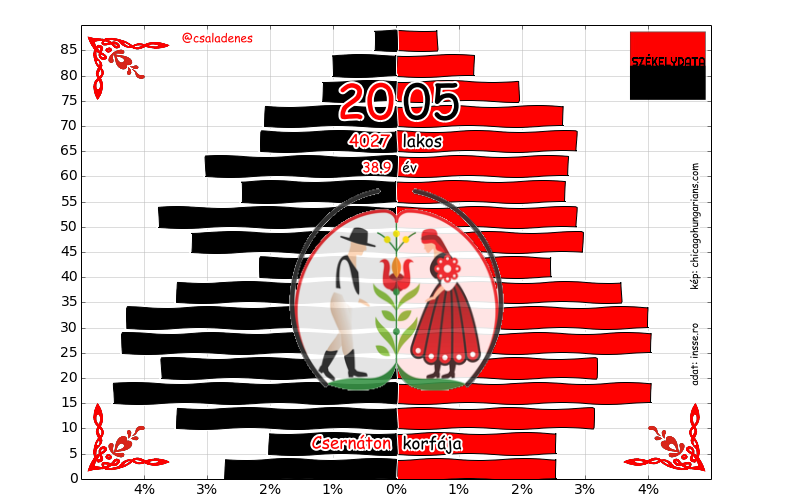 @csaladenes
SZÉKELYDATA
2005
4027 lakos
38.9 év
kép: chicagohungarians.com
adat: insse.ro
Csernáton korfája
85
80
75
70
65
60
55
50
45
40
35
30
25
20
15
10
5
0
4% 3% 2% 1% 0% 1% 2% 3% 4%